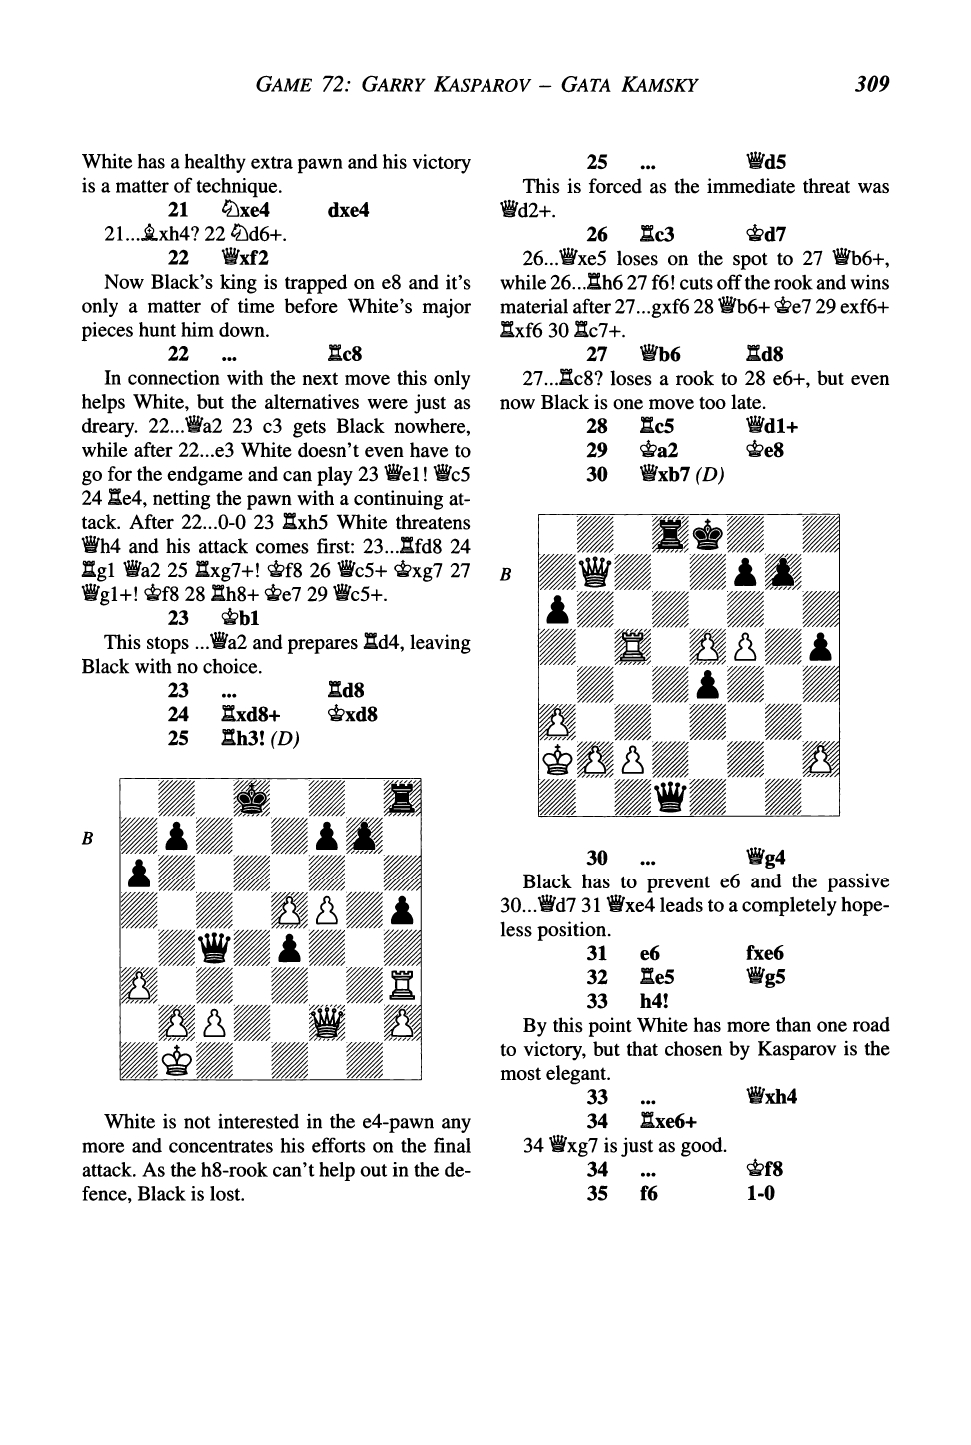 GAME 72: GARRY KASPAROV – GATA KAMSKY 309
White has a healthy extra pawn and his victory
is a matter of technique.
21 ♘xe4 dxe4
21...♗xh4? 22 ♘d6+.
22 ♕xf2
Now Black's king is trapped on e8 and it's
only a matter of time before White's major
pieces hunt him down.
22 ... ♖c8
In connection with the next move this only
helps White, but the alternatives were just as
dreary. 22...♕a2 23 c3 gets Black nowhere,
while after 22...e3 White doesn't even have to
go for the endgame and can play 23 ♕e1! ♕c5
24 ♖e4, netting the pawn with a continuing at-
tack. After 22...0-0 23 ♖xh5 White threatens
♕h4 and his attack comes first: 23...♖fd8 24
♖g1 ♕a2 25 ♖xg7+! ♔f8 26 ♕c5+ ♔xg7 27
♕g1+! ♔f8 28 ♖h8+ ♔e7 29 ♕c5+.
23 ♔b1
This stops ...♕a2 and prepares ♖d4, leaving
Black with no choice.
23 ... ♖d8
24 ♖xd8+ ♔xd8
25 ♖h3! (D)
B
White is not interested in the e4-pawn any
more and concentrates his efforts on the final
attack. As the h8-rook can't help out in the de-
fence, Black is lost.
25 ... ♕d5
This is forced as the immediate threat was
♕d2+.
26 ♖c3 ♔d7
26...♕xe5 loses on the spot to 27 ♕b6+,
while 26...♖h6 27 f6! cuts off the rook and wins
material after 27...gxf6 28 ♕b6+ ♔e7 29 exf6+
♖xf6 30 ♖c7+.
27 ♕b6 ♖d8
27...♖c8? loses a rook to 28 e6+, but even
now Black is one move too late.
28 ♖c5 ♕d1+
29 ♔a2 ♔e8
30 ♕xb7 (D)
B
30 ... ♕g4
Black has to prevent e6 and the passive
30...♕d7 31 ♕xe4 leads to a completely hope-
less position.
31 e6 fxe6
32 ♖e5 ♕g5
33 h4!
By this point White has more than one road
to victory, but that chosen by Kasparov is the
most elegant.
33 ... ♕xh4
34 ♖xe6+
34 ♕xg7 is just as good.
34 ... ♔f8
35 f6 1-0